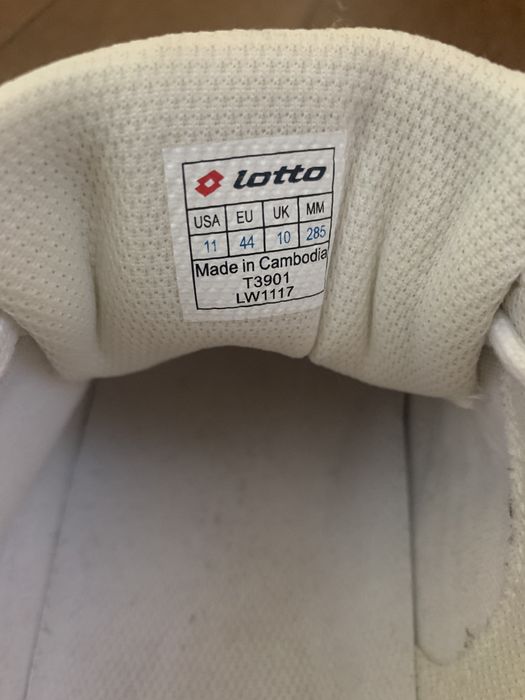 lotto
USA EU UK MM
11 44 10 285
Made in Cambodia
T3901
LW1117